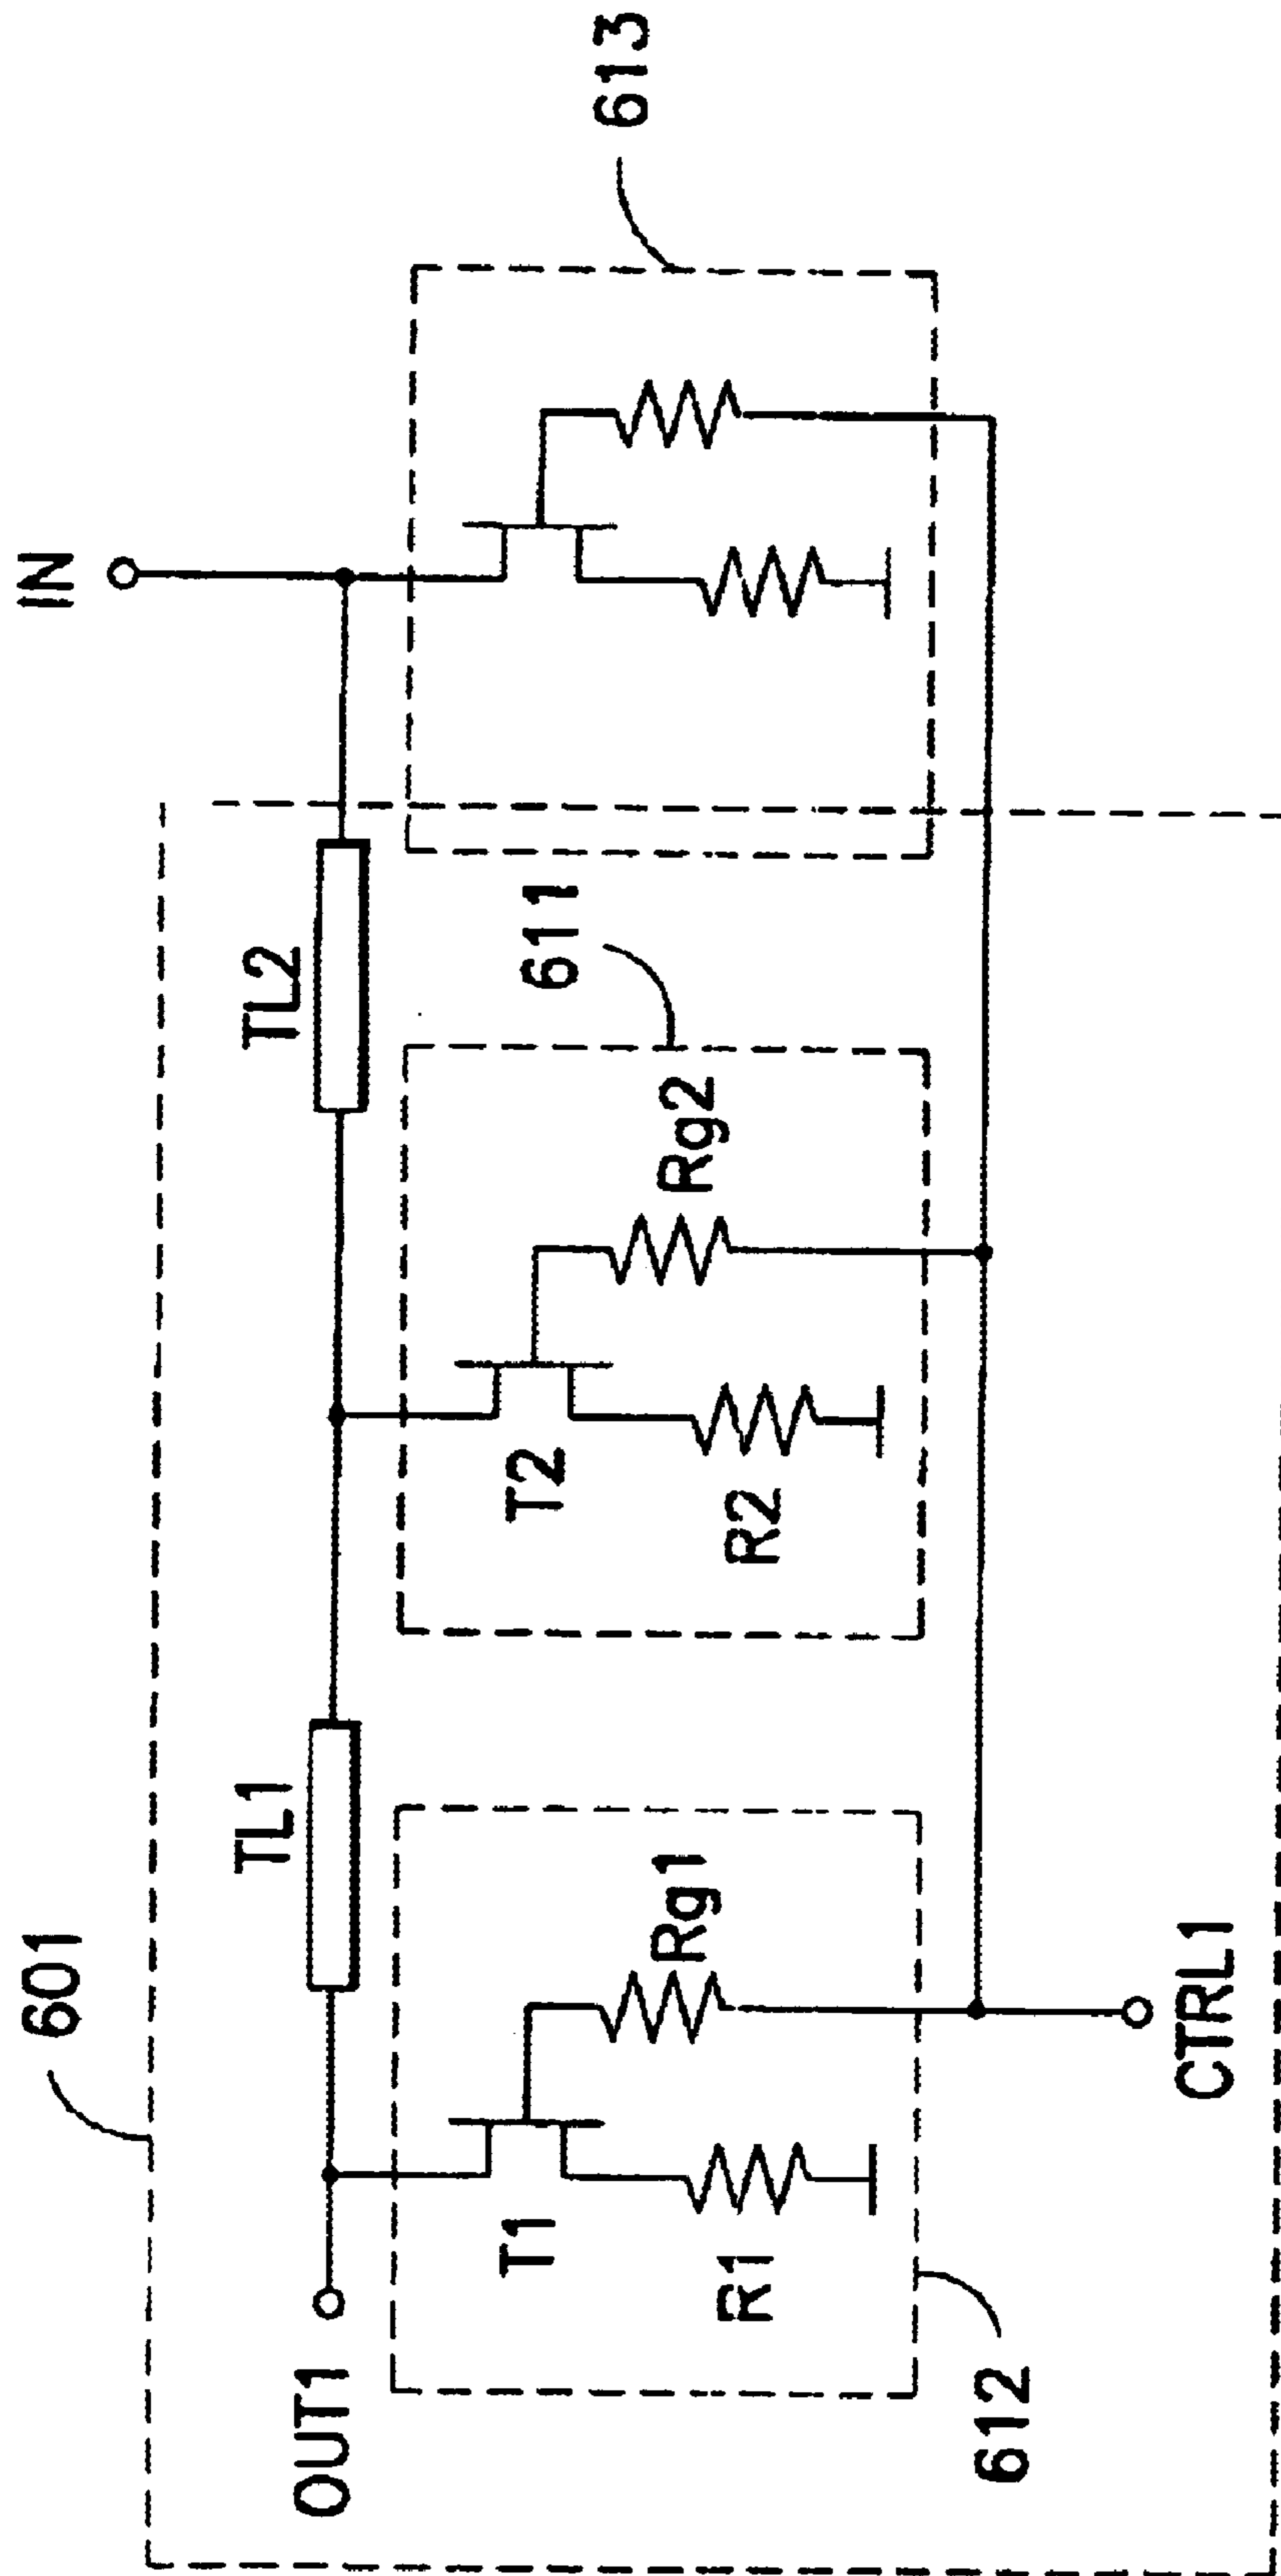 601
OUT1
TL1
TL2
IN
T1
Rg1
R1
612
T2
Rg2
R2
611
613
CTRL1